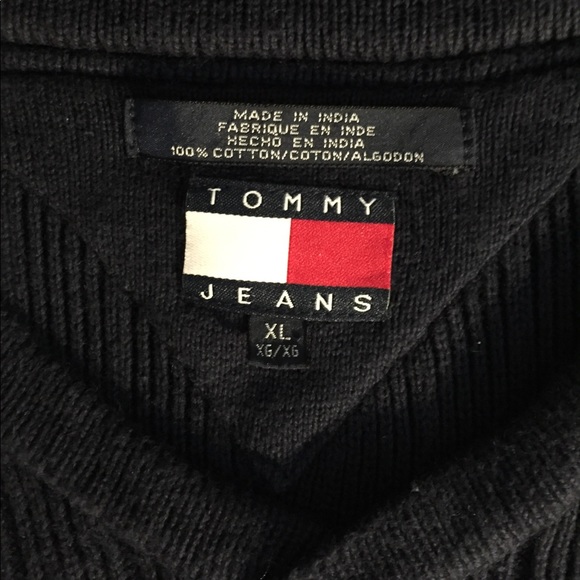 MADE IN INDIA
FABRIQUE EN INDE
HECHO EN INDIA
100% COTTON/COTON/ALGODON
TOMMY
JEANS
XL
XG/XG